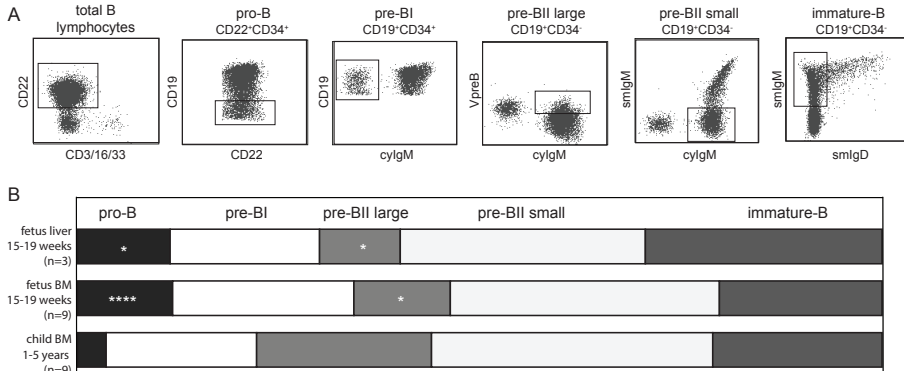 A
total B
lymphocytes
pro-B
CD22⁺CD34⁺
pre-BI
CD19⁺CD34⁺
pre-BII large
CD19⁺CD34⁻
pre-BII small
CD19⁺CD34⁻
immature-B
CD19⁺CD34⁻
CD22
CD3/16/33
CD19
CD22
CD19
cyIgM
VpreB
cyIgM
smIgM
cyIgM
smIgM
smIgD
B
pro-B pre-BI pre-BII large pre-BII small immature-B
fetus liver
15-19 weeks
(n=3)
* *
fetus BM
15-19 weeks
(n=9)
**** *
child BM
1-5 years
(n=9)